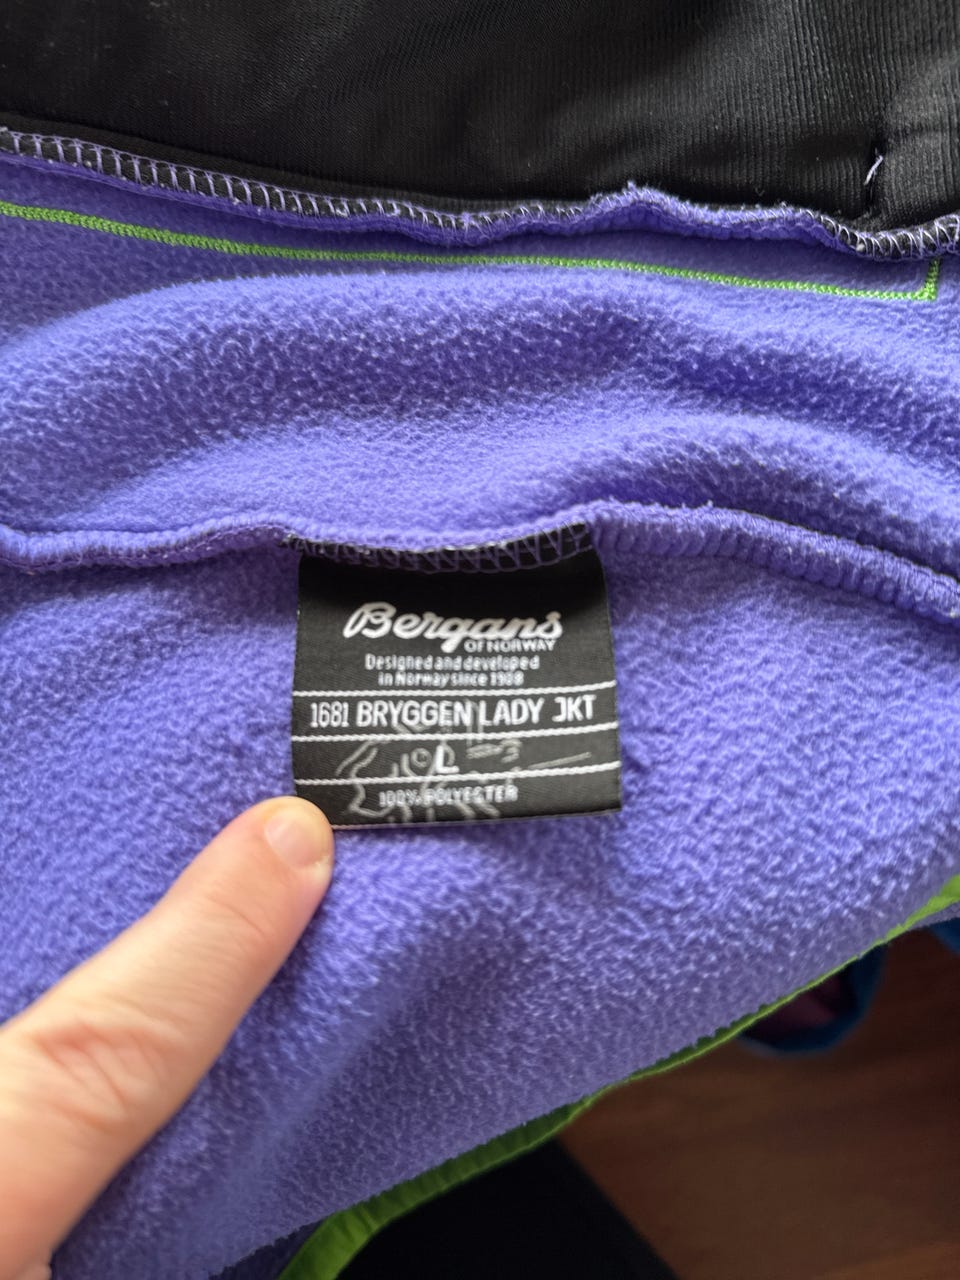 Bergans
OF NORWAY
Designed and developed
in Norway since 1908
1681 BRYGGEN LADY JKT
L
100% POLYESTER